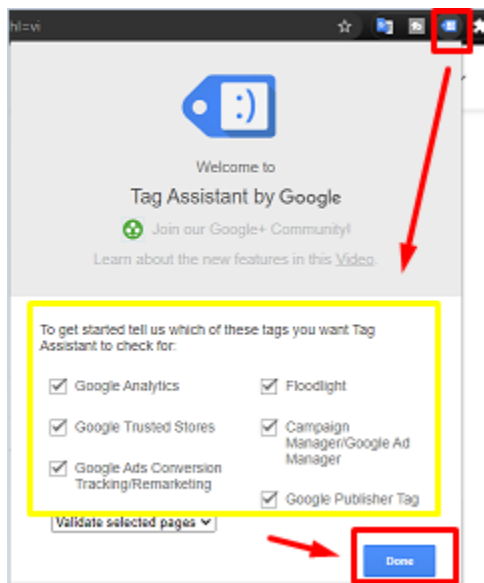 hl=vi
:)
Welcome to
Tag Assistant by Google
Join our Google+ Community!
Learn about the new features in this Video.
To get started tell us which of these tags you want Tag
Assistant to check for:
Google Analytics
Google Trusted Stores
Google Ads Conversion
Tracking/Remarketing
Floodlight
Campaign
Manager/Google Ad
Manager
Google Publisher Tag
Validate selected pages
Done